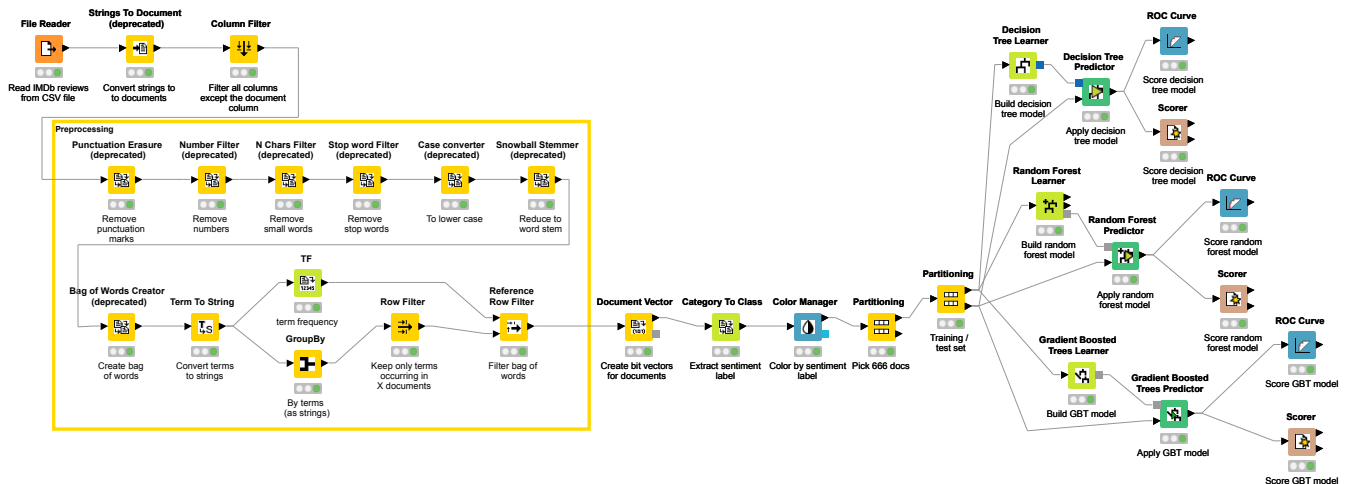 File Reader
Read IMDb reviews
from CSV file
Strings To Document
(deprecated)
Convert strings to
to documents
Column Filter
Filter all columns
except the document
column
Preprocessing
Punctuation Erasure
(deprecated)
Remove
punctuation
marks
Number Filter
(deprecated)
Remove
numbers
N Chars Filter
(deprecated)
Remove
small words
Stop word Filter
(deprecated)
Remove
stop words
Case converter
(deprecated)
To lower case
Snowball Stemmer
(deprecated)
Reduce to
word stem
Bag of Words Creator
(deprecated)
Create bag
of words
Term To String
T
S
Convert terms
to strings
TF
12345
term frequency
GroupBy
By terms
(as strings)
Row Filter
Keep only terms
occurring in
X documents
Reference
Row Filter
Filter bag of
words
Document Vector
(101)
Create bit vectors
for documents
Category To Class
Extract sentiment
label
Color Manager
Color by sentiment
label
Partitioning
Pick 666 docs
Partitioning
Training /
test set
Decision
Tree Learner
Build decision
tree model
Decision Tree
Predictor
Apply decision
tree model
ROC Curve
Score decision
tree model
Scorer
Score decision
tree model
Random Forest
Learner
Build random
forest model
Random Forest
Predictor
Apply random
forest model
ROC Curve
Score random
forest model
Scorer
Score random
forest model
Gradient Boosted
Trees Learner
Build GBT model
Gradient Boosted
Trees Predictor
Apply GBT model
ROC Curve
Score GBT model
Scorer
Score GBT model